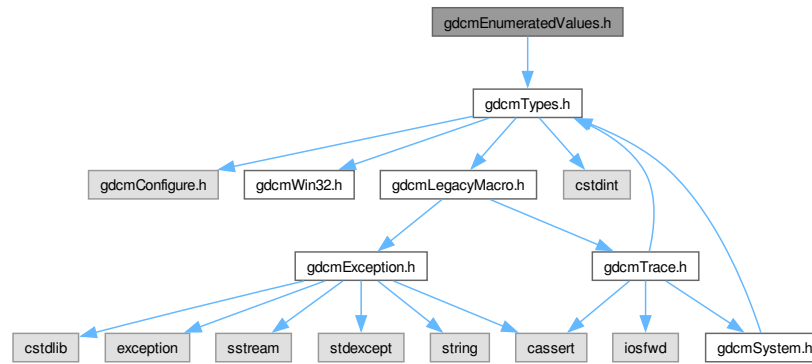 gdcmEnumeratedValues.h
gdcmTypes.h
gdcmConfigure.h
gdcmWin32.h
gdcmLegacyMacro.h
cstdint
gdcmException.h
gdcmTrace.h
cstdlib
exception
sstream
stdexcept
string
cassert
iosfwd
gdcmSystem.h